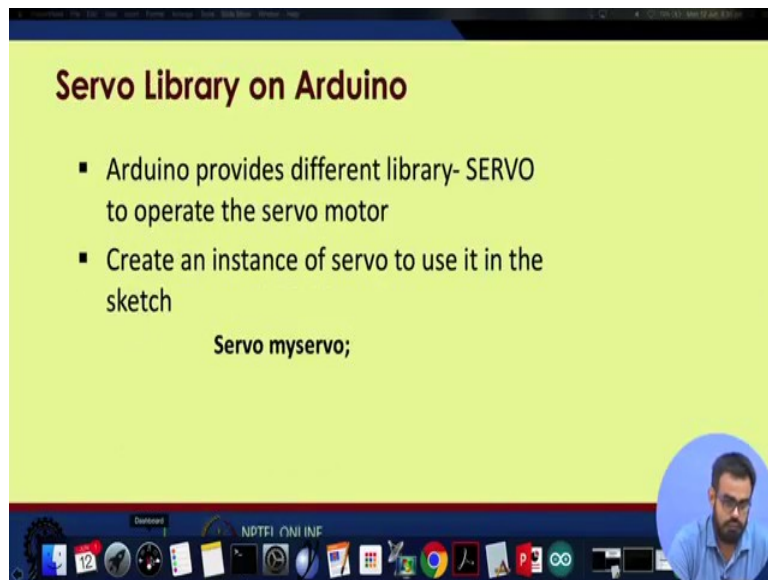 Servo Library on Arduino
▪ Arduino provides different library- SERVO
to operate the servo motor
▪ Create an instance of servo to use it in the
sketch
Servo myservo;
Dashboard
NPTEL ONLINE
12